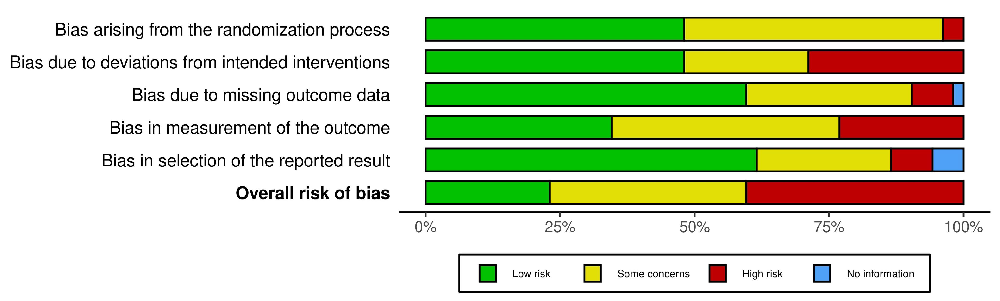 Bias arising from the randomization process
Bias due to deviations from intended interventions
Bias due to missing outcome data
Bias in measurement of the outcome
Bias in selection of the reported result
Overall risk of bias
0% 25% 50% 75% 100%
Low risk Some concerns High risk No information